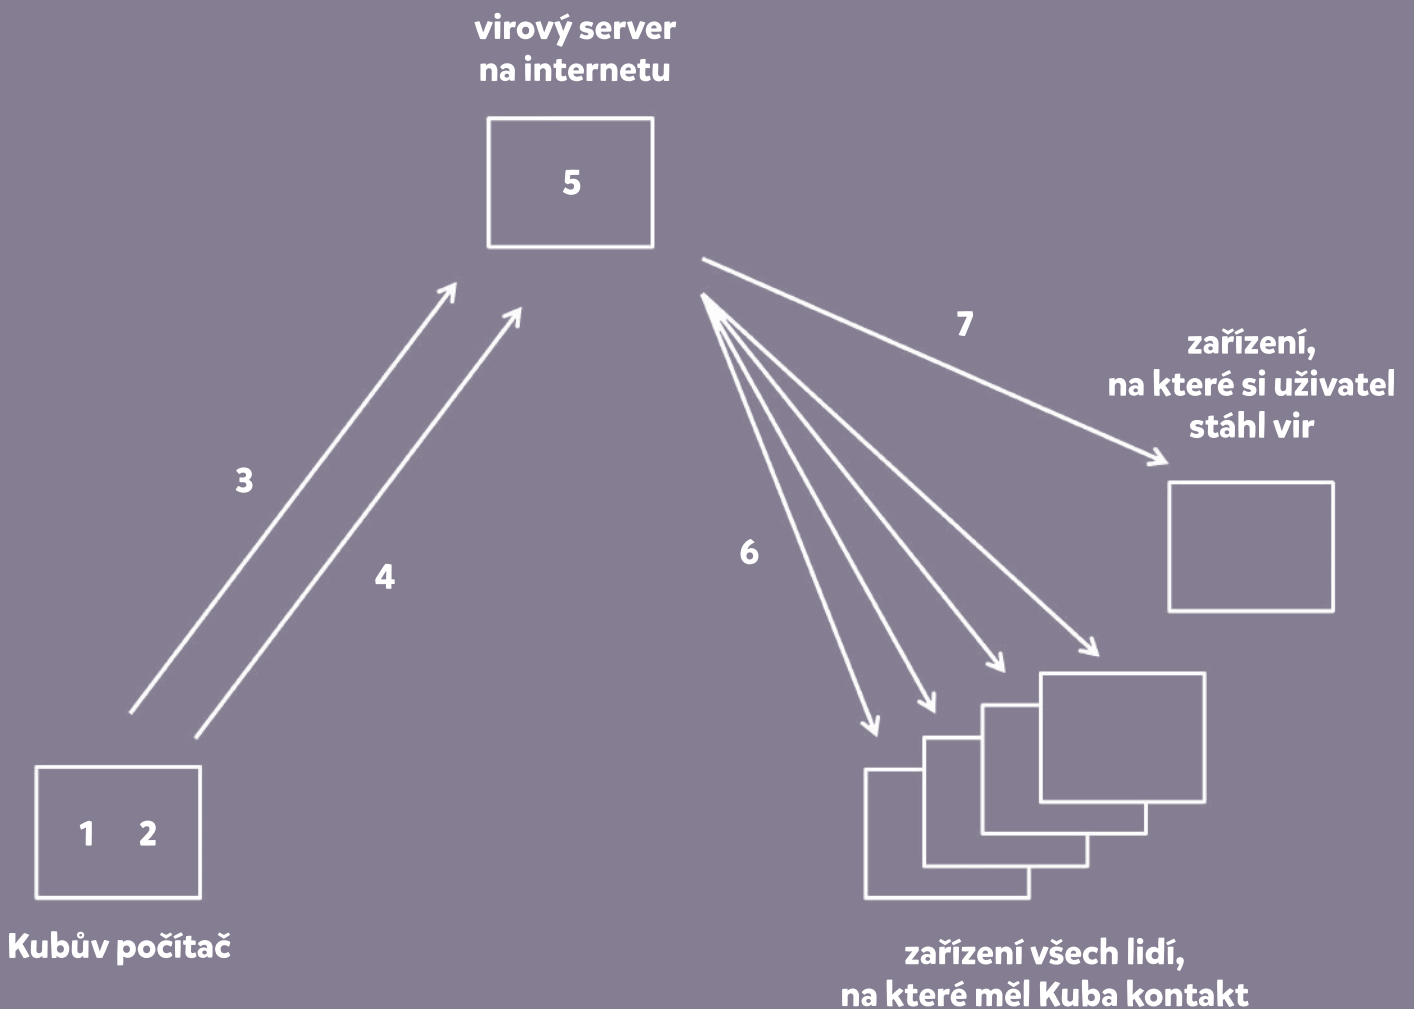 virový server
na internetu
5
7
zařízení,
na které si uživatel
stáhl vir
3
6
4
1 2
Kubův počítač
zařízení všech lidí,
na které měl Kuba kontakt